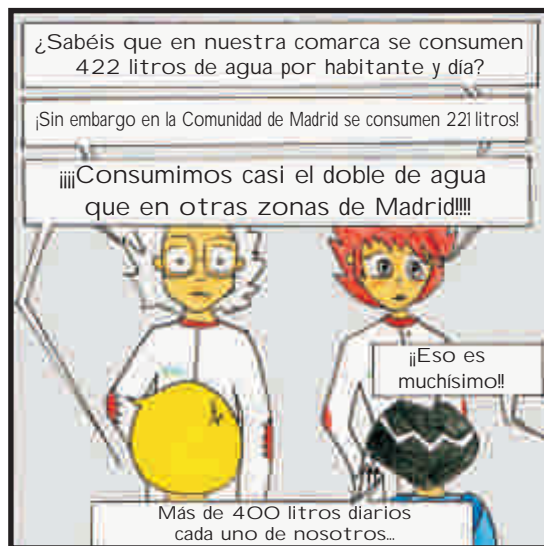 ¿Sabéis que en nuestra comarca se consumen
422 litros de agua por habitante y día?
¡Sin embargo en la Comunidad de Madrid se consumen 221 litros!
¡¡¡¡Consumimos casi el doble de agua
que en otras zonas de Madrid!!!!
¡¡Eso es
muchísimo!!
Más de 400 litros diarios
cada uno de nosotros...